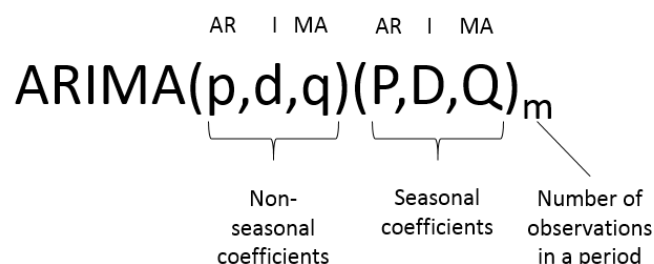 AR I MA AR I MA
ARIMA(p,d,q)(P,D,Q)m
Non-
seasonal
coefficients
Seasonal
coefficients
Number of
observations
in a period